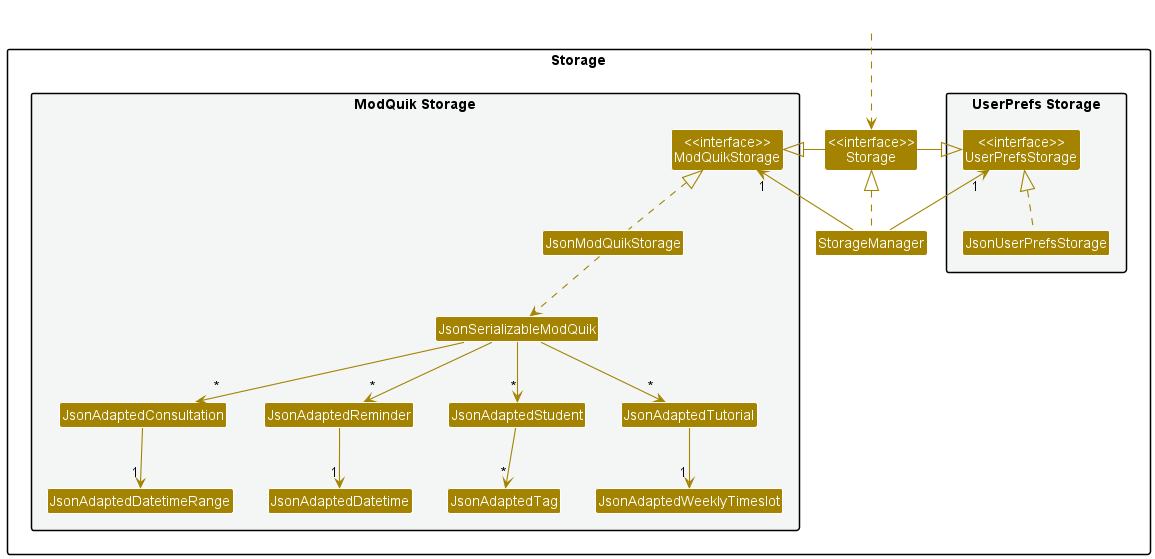 Storage
ModQuik Storage
UserPrefs Storage
<<interface>>
ModQuikStorage
<<interface>>
Storage
<<interface>>
UserPrefsStorage
1
1
JsonModQuikStorage
StorageManager
JsonUserPrefsStorage
JsonSerializableModQuik
*
*
*
*
JsonAdaptedConsultation
JsonAdaptedReminder
JsonAdaptedStudent
JsonAdaptedTutorial
1
1
*
1
JsonAdaptedDatetimeRange
JsonAdaptedDatetime
JsonAdaptedTag
JsonAdaptedWeeklyTimeslot